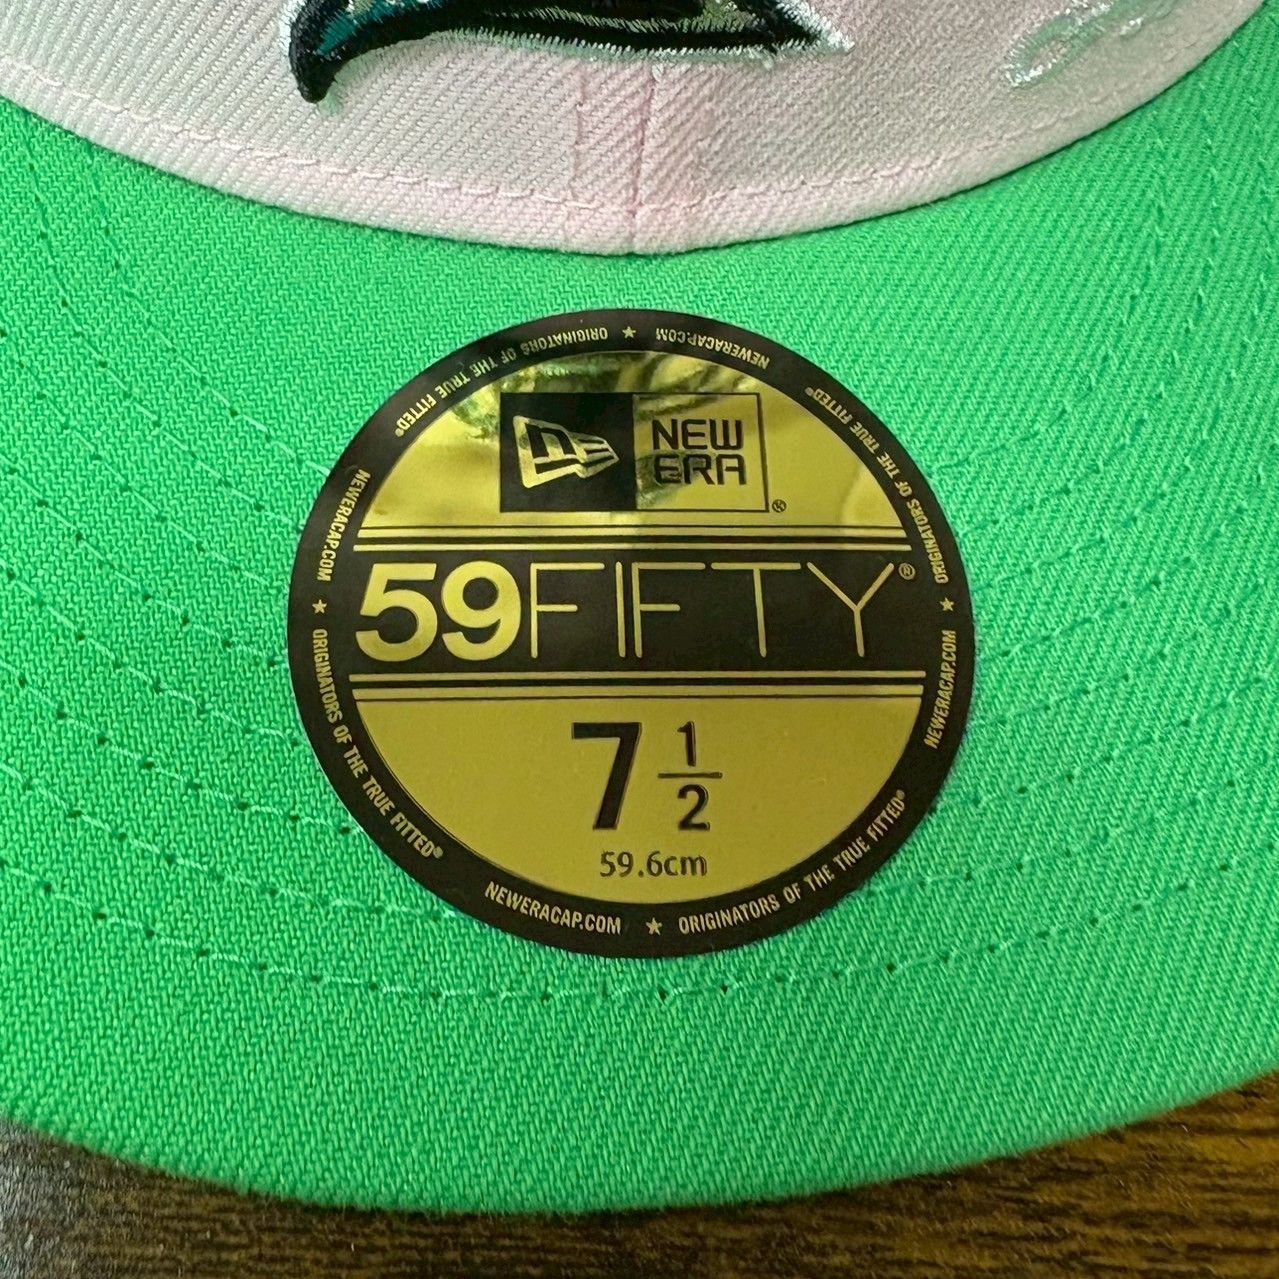 NEW
ERA
®
59FIFTY®
7 1/2
59.6cm
NEWERACAP.COM ★ ORIGINATORS OF THE TRUE FITTED®
NEWERACAP.COM ★ ORIGINATORS OF THE TRUE FITTED®
NEWERACAP.COM ★ ORIGINATORS OF THE TRUE FITTED®
NEWERACAP.COM ★ ORIGINATORS OF THE TRUE FITTED®